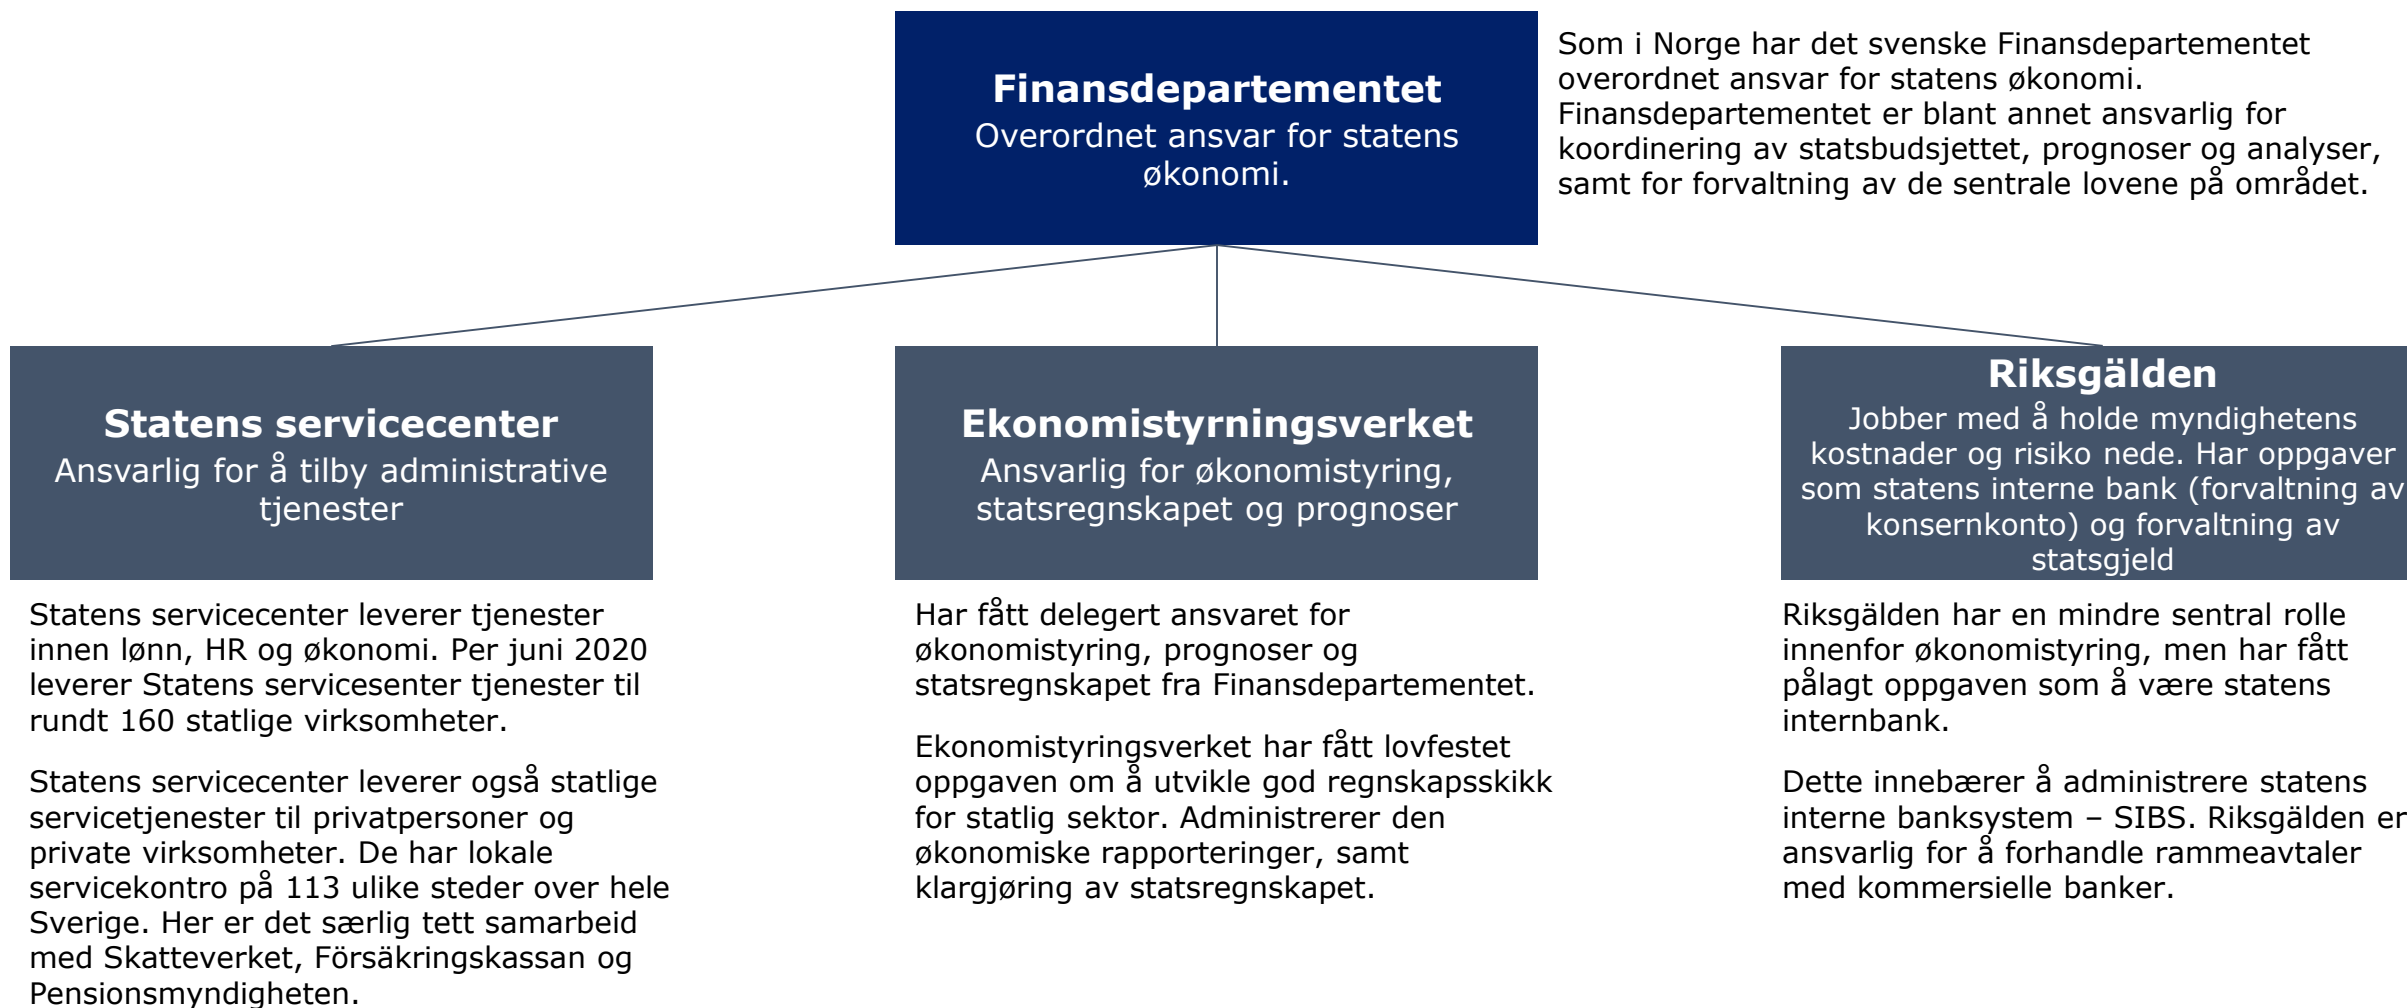 Finansdepartementet
Overordnet ansvar for statens
økonomi.
Som i Norge har det svenske Finansdepartementet
overordnet ansvar for statens økonomi.
Finansdepartementet er blant annet ansvarlig for
koordinering av statsbudsjettet, prognoser og analyser,
samt for forvaltning av de sentrale lovene på området.
Statens servicecenter
Ansvarlig for å tilby administrative
tjenester
Statens servicecenter leverer tjenester
innen lønn, HR og økonomi. Per juni 2020
leverer Statens servicesenter tjenester til
rundt 160 statlige virksomheter.
Statens servicecenter leverer også statlige
servicetjenester til privatpersoner og
private virksomheter. De har lokale
servicekontro på 113 ulike steder over hele
Sverige. Her er det særlig tett samarbeid
med Skatteverket, Försäkringskassan og
Pensionsmyndigheten.
Ekonomistyrningsverket
Ansvarlig for økonomistyring,
statsregnskapet og prognoser
Har fått delegert ansvaret for
økonomistyring, prognoser og
statsregnskapet fra Finansdepartementet.
Ekonomistyringsverket har fått lovfestet
oppgaven om å utvikle god regnskapsskikk
for statlig sektor. Administrerer den
økonomiske rapporteringer, samt
klargjøring av statsregnskapet.
Riksgälden
Jobber med å holde myndighetens
kostnader og risiko nede. Har oppgaver
som statens interne bank (forvaltning av
konsernkonto) og forvaltning av
statsgjeld
Riksgälden har en mindre sentral rolle
innenfor økonomistyring, men har fått
pålagt oppgaven som å være statens
internbank.
Dette innebærer å administrere statens
interne banksystem – SIBS. Riksgälden er
ansvarlig for å forhandle rammeavtaler
med kommersielle banker.